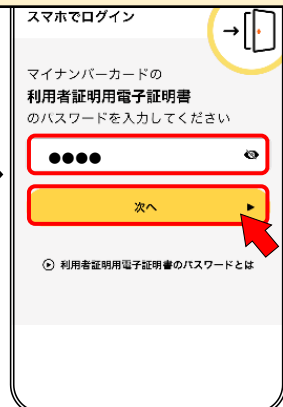 スマホでログイン
マイナンバーカードの
利用者証明用電子証明書
のパスワードを入力してください
●●●●
次へ
利用者証明用電子証明書のパスワードとは